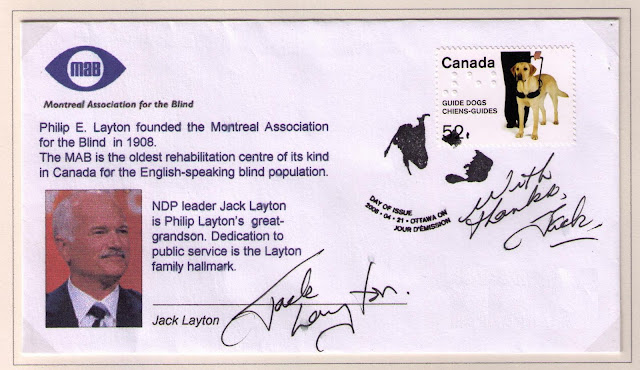 MAB
Montreal Association for the Blind
Philip E. Layton founded the Montreal Association
for the Blind in 1908.
The MAB is the oldest rehabilitation centre of its kind
in Canada for the English-speaking blind population.
NDP leader Jack Layton
is Philip Layton's great-
grandson. Dedication to
public service is the Layton
family hallmark.
Jack Layton
Jack
Layton.
Canada
GUIDE DOGS
CHIENS-GUIDES
52
DAY OF ISSUE
2008·04·21·OTTAWA ON
JOUR D'ÉMISSION
With
thanks,
Jack.